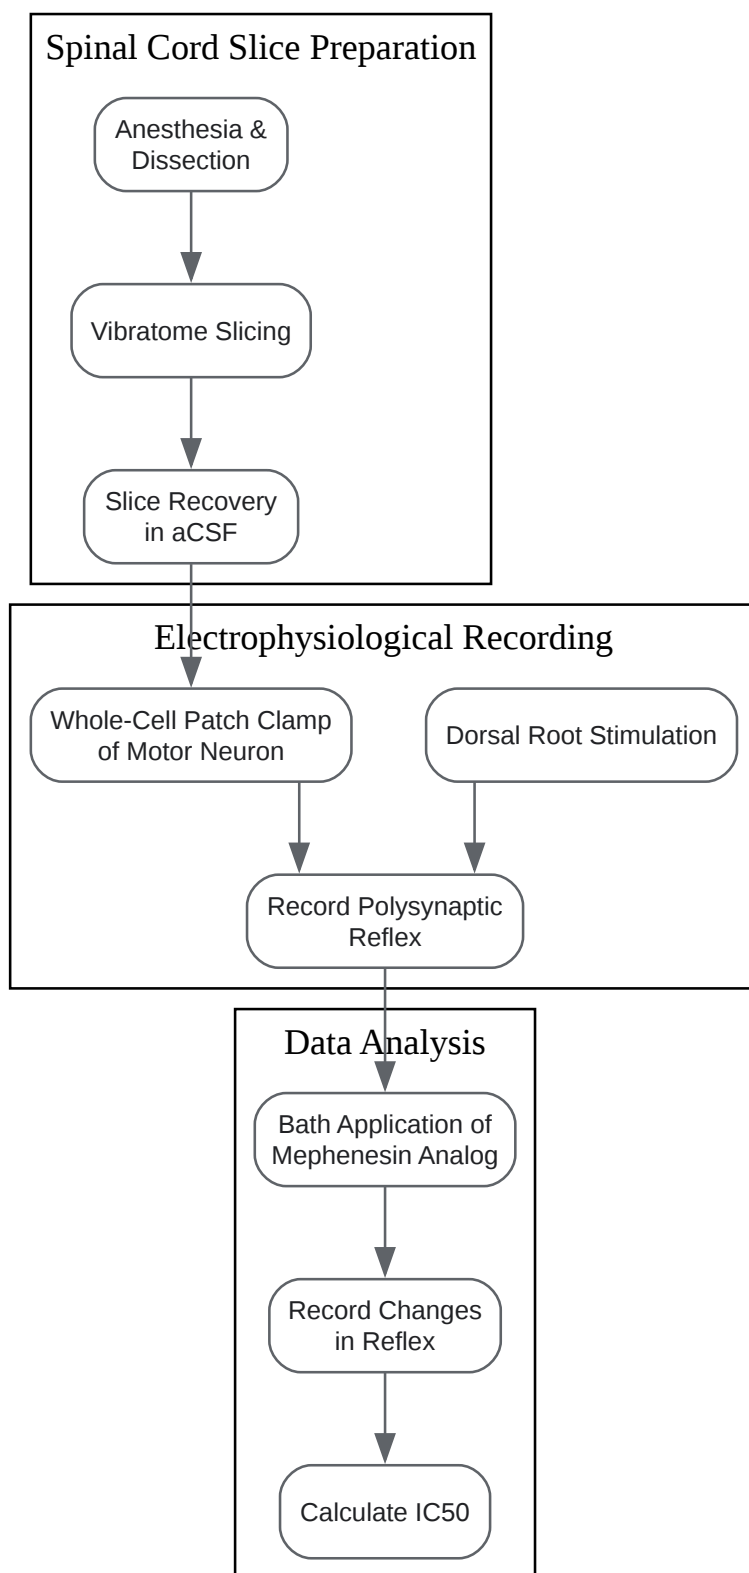 Spinal Cord Slice Preparation
Anesthesia &
Dissection
Vibratome Slicing
Slice Recovery
in aCSF
Electrophysiological Recording
Whole-Cell Patch Clamp
of Motor Neuron
Dorsal Root Stimulation
Record Polysynaptic
Reflex
Data Analysis
Bath Application of
Mephenesin Analog
Record Changes
in Reflex
Calculate IC50